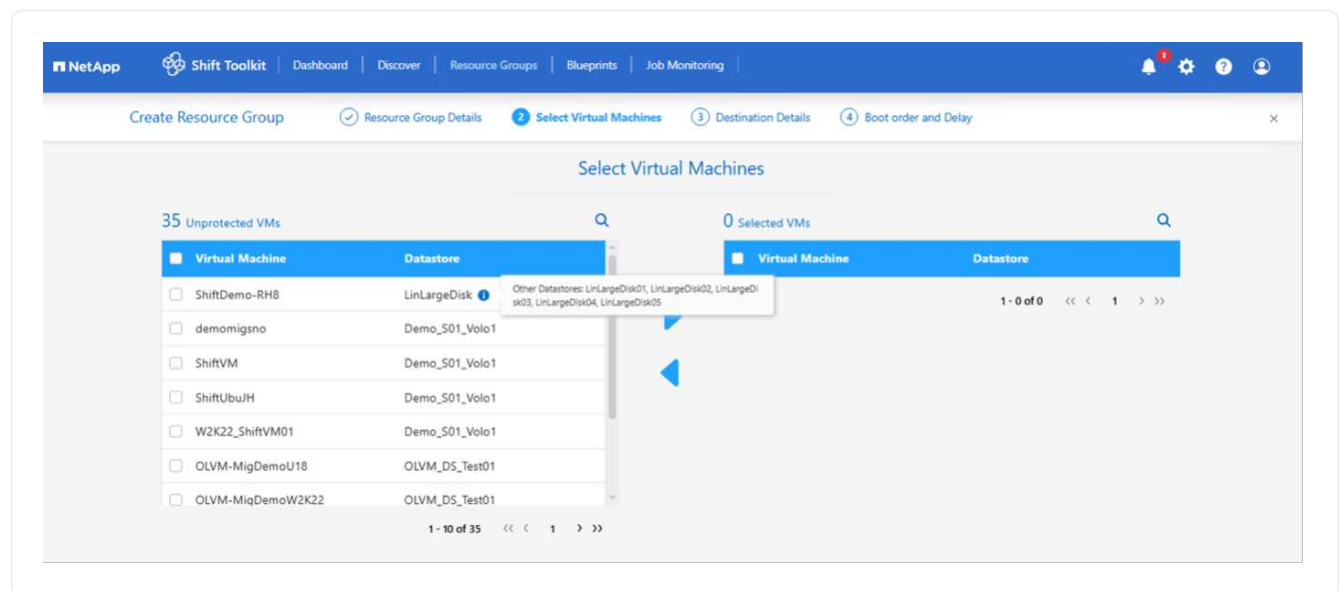 NetApp Shift Toolkit Dashboard Discover Resource Groups Blueprints Job Monitoring 1 ?
Create Resource Group Resource Group Details 2 Select Virtual Machines 3 Destination Details 4 Boot order and Delay ×
Select Virtual Machines
35 Unprotected VMs 0 Selected VMs
Virtual Machine Datastore Virtual Machine Datastore
ShiftDemo-RH8 LinLargeDisk i
Other Datastores: LinLargeDisk01, LinLargeDisk02, LinLargeDi
sk03, LinLargeDisk04, LinLargeDisk05
1 - 0 of 0 << < 1 > >>
demomigsno Demo_S01_Volo1
ShiftVM Demo_S01_Volo1
ShiftUbuJH Demo_S01_Volo1
W2K22_ShiftVM01 Demo_S01_Volo1
OLVM-MigDemoU18 OLVM_DS_Test01
OLVM-MigDemoW2K22 OLVM_DS_Test01
1 - 10 of 35 << < 1 > >>